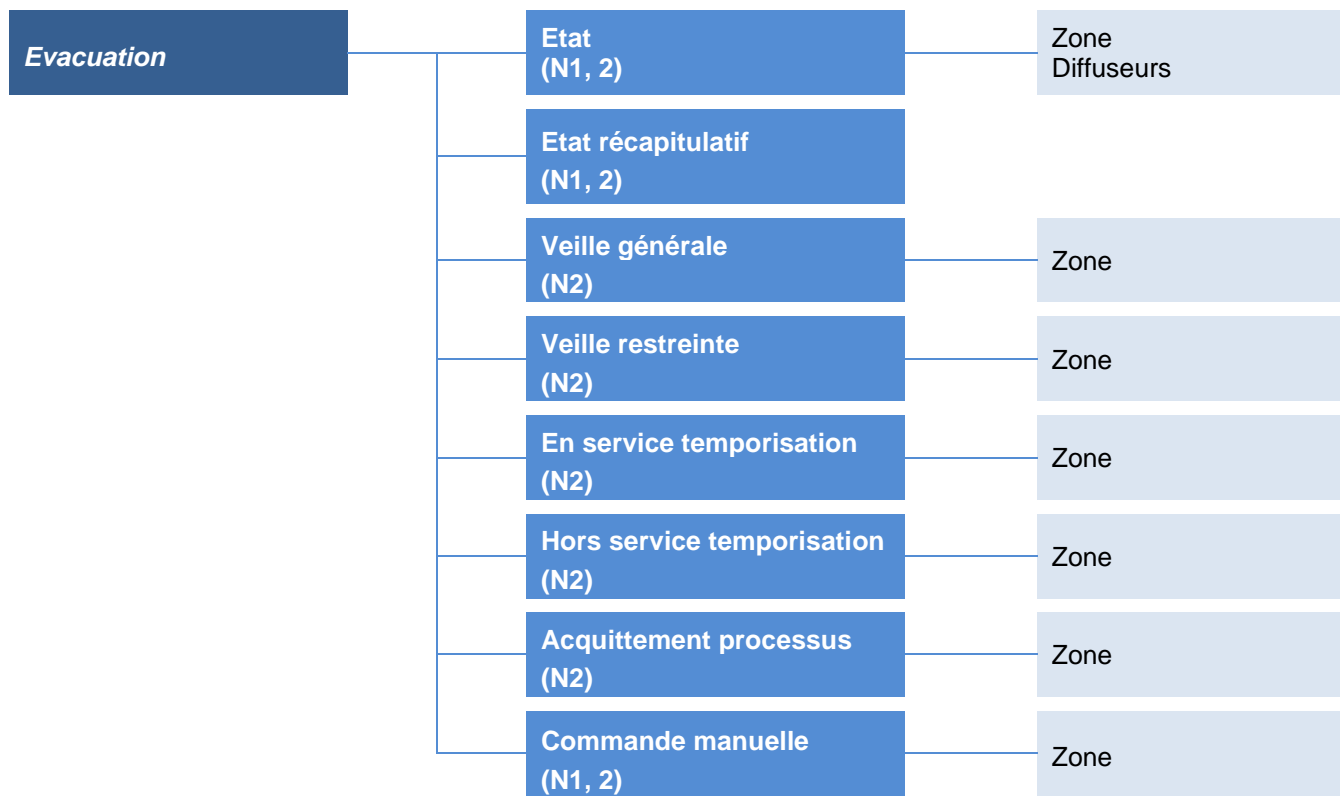 Evacuation
Etat
(N1, 2)
Zone
Diffuseurs
Etat récapitulatif
(N1, 2)
Veille générale
(N2)
Zone
Veille restreinte
(N2)
Zone
En service temporisation
(N2)
Zone
Hors service temporisation
(N2)
Zone
Acquittement processus
(N2)
Zone
Commande manuelle
(N1, 2)
Zone